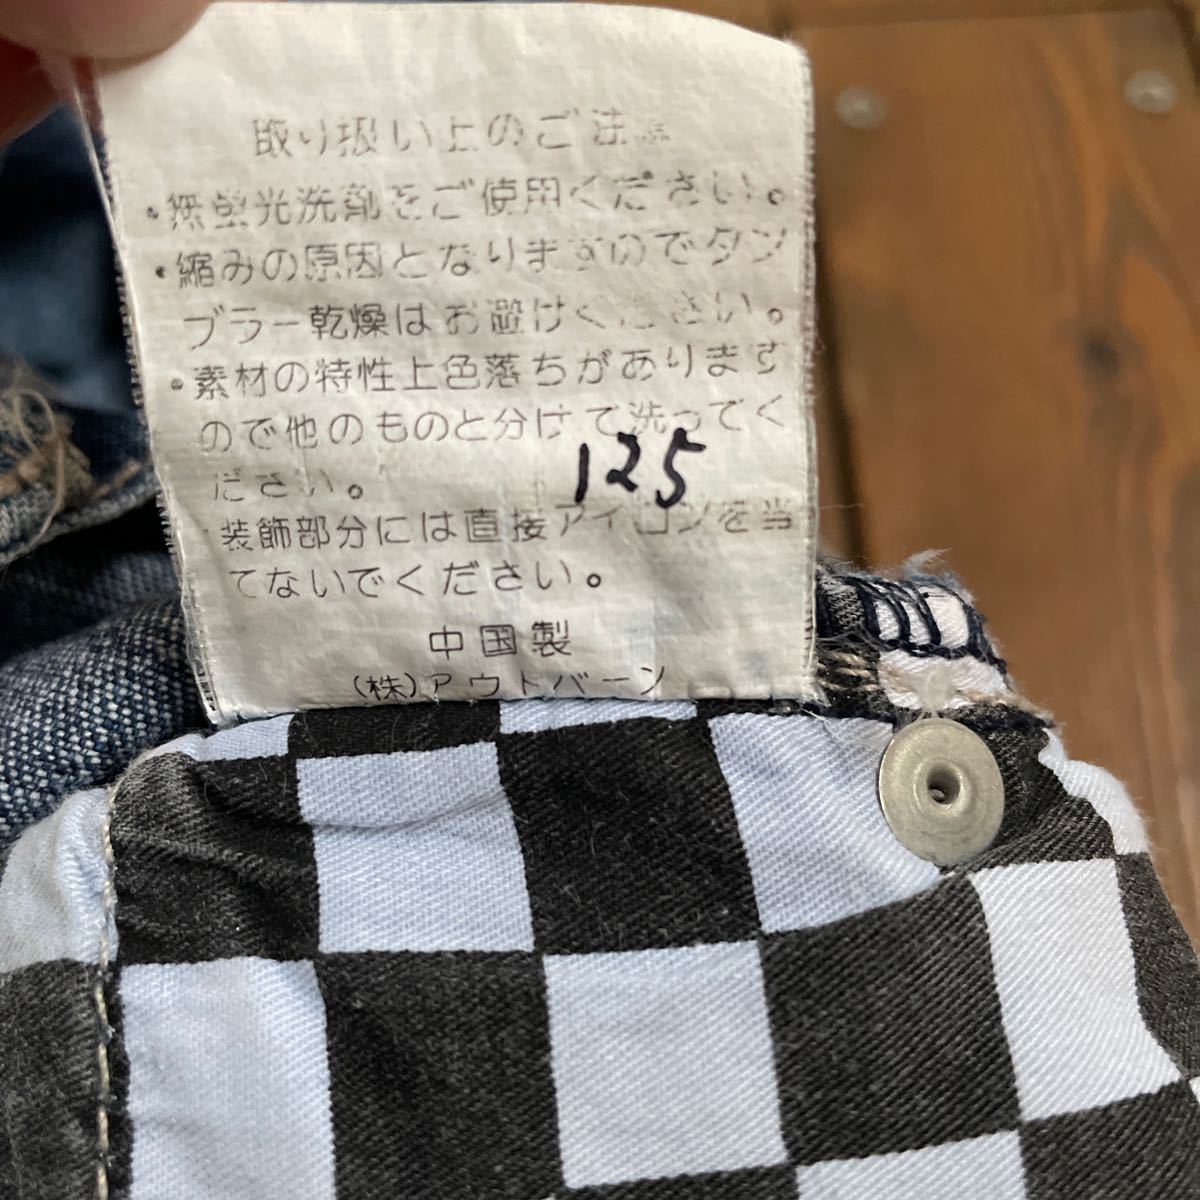 取り扱い上のご注意
・無蛍光洗剤をご使用ください。
・縮みの原因となりますのでタン
ブラー乾燥はお避けください。
・素材の特性上色落ちがあります
ので他のものと分けて洗ってく
ださい。
125
・装飾部分には直接アイロンを当
てないでください。
中国製
(株)アウトバーン